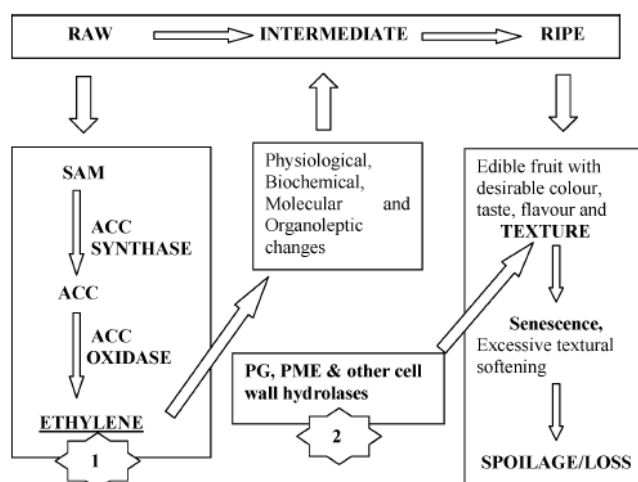 RAW INTERMEDIATE RIPE
SAM
ACC
SYNTHASE
ACC
ACC
OXIDASE
ETHYLENE
1
Physiological,
Biochemical,
Molecular and
Organoleptic
changes
PG, PME & other cell
wall hydrolases
2
Edible fruit with
desirable colour,
taste, flavour and
TEXTURE
Senescence,
Excessive textural
softening
SPOILAGE/LOSS